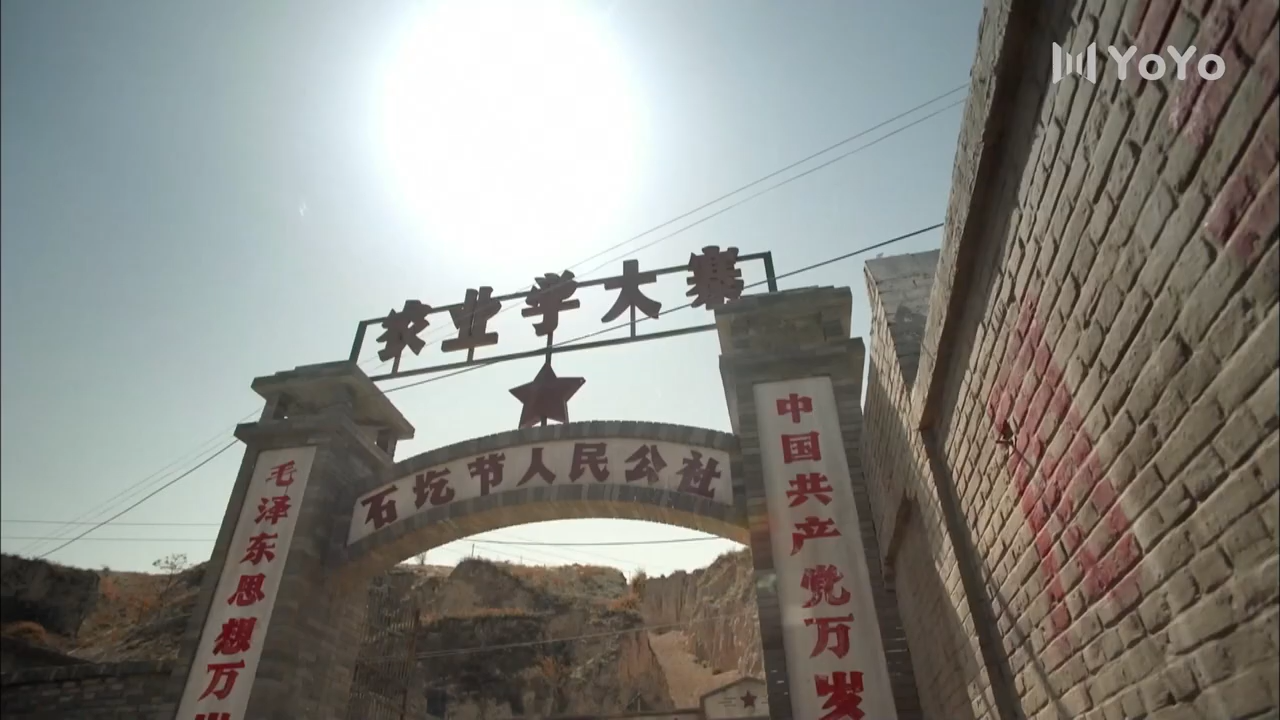 YoYo
农业学大寨
石圪节人民公社
毛泽东思想万岁
中国共产党万岁